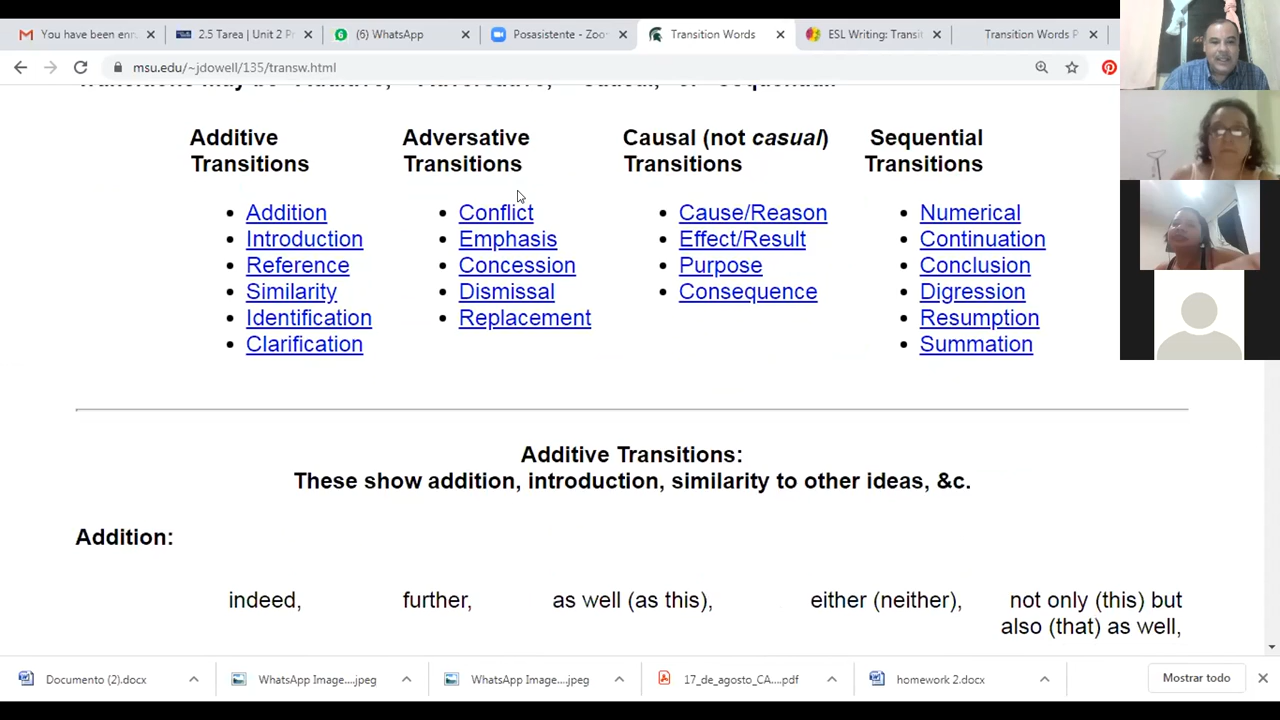 You have been enr
2.5 Tarea | Unit 2 P
(6) WhatsApp
Posasistente - Zoo
Transition Words
ESL Writing: Transit
Transition Words P
msu.edu/~jdowell/135/transw.html
Additive Transitions
Adversative Transitions
Causal (not casual) Transitions
Sequential Transitions
• Addition
• Introduction
• Reference
• Similarity
• Identification
• Clarification
• Conflict
• Emphasis
• Concession
• Dismissal
• Replacement
• Cause/Reason
• Effect/Result
• Purpose
• Consequence
• Numerical
• Continuation
• Conclusion
• Digression
• Resumption
• Summation
Additive Transitions:
These show addition, introduction, similarity to other ideas, &c.
Addition:
indeed,
further,
as well (as this),
either (neither),
not only (this) but
also (that) as well,
Documento (2).docx
WhatsApp Image....jpeg
WhatsApp Image....jpeg
17_de_agosto_CA....pdf
homework 2.docx
Mostrar todo